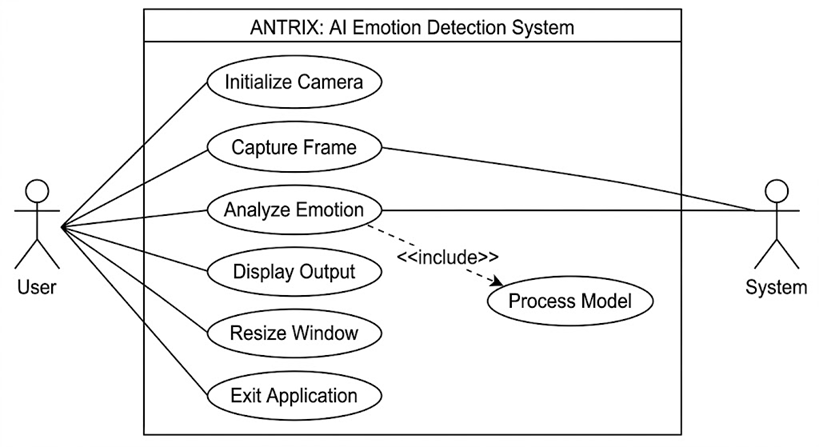 ANTRIX: AI Emotion Detection System
Initialize Camera
Capture Frame
Analyze Emotion
<<include>>
Display Output
User
Process Model
System
Resize Window
Exit Application